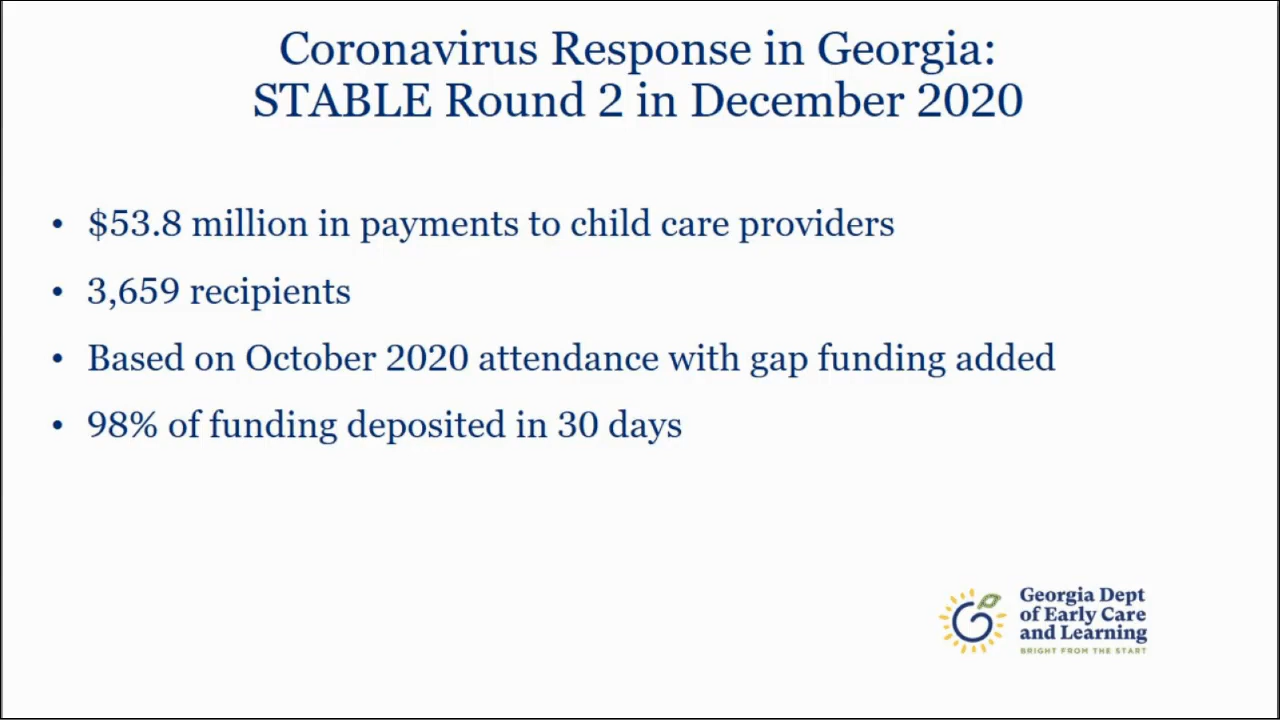 Coronavirus Response in Georgia:
STABLE Round 2 in December 2020
• $53.8 million in payments to child care providers
• 3,659 recipients
• Based on October 2020 attendance with gap funding added
• 98% of funding deposited in 30 days
Georgia Dept
of Early Care
and Learning
BRIGHT FROM THE START